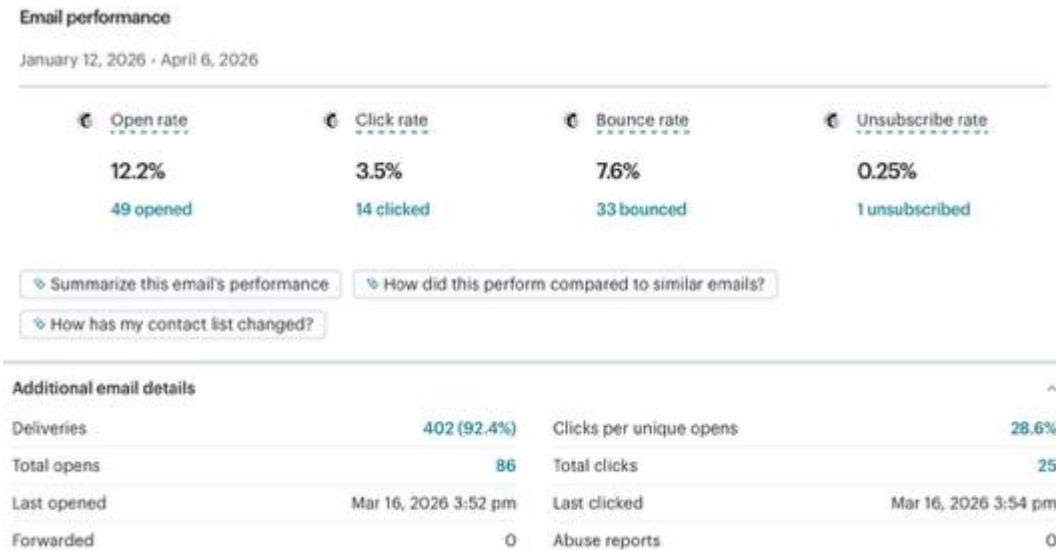 Email performance
January 12, 2026 - April 6, 2026
Open rate Click rate Bounce rate Unsubscribe rate
12.2% 3.5% 7.6% 0.25%
49 opened 14 clicked 33 bounced 1 unsubscribed
Summarize this email's performance How did this perform compared to similar emails?
How has my contact list changed?
Additional email details
Deliveries 402 (92.4%) Clicks per unique opens 28.6%
Total opens 86 Total clicks 25
Last opened Mar 16, 2026 3:52 pm Last clicked Mar 16, 2026 3:54 pm
Forwarded 0 Abuse reports 0